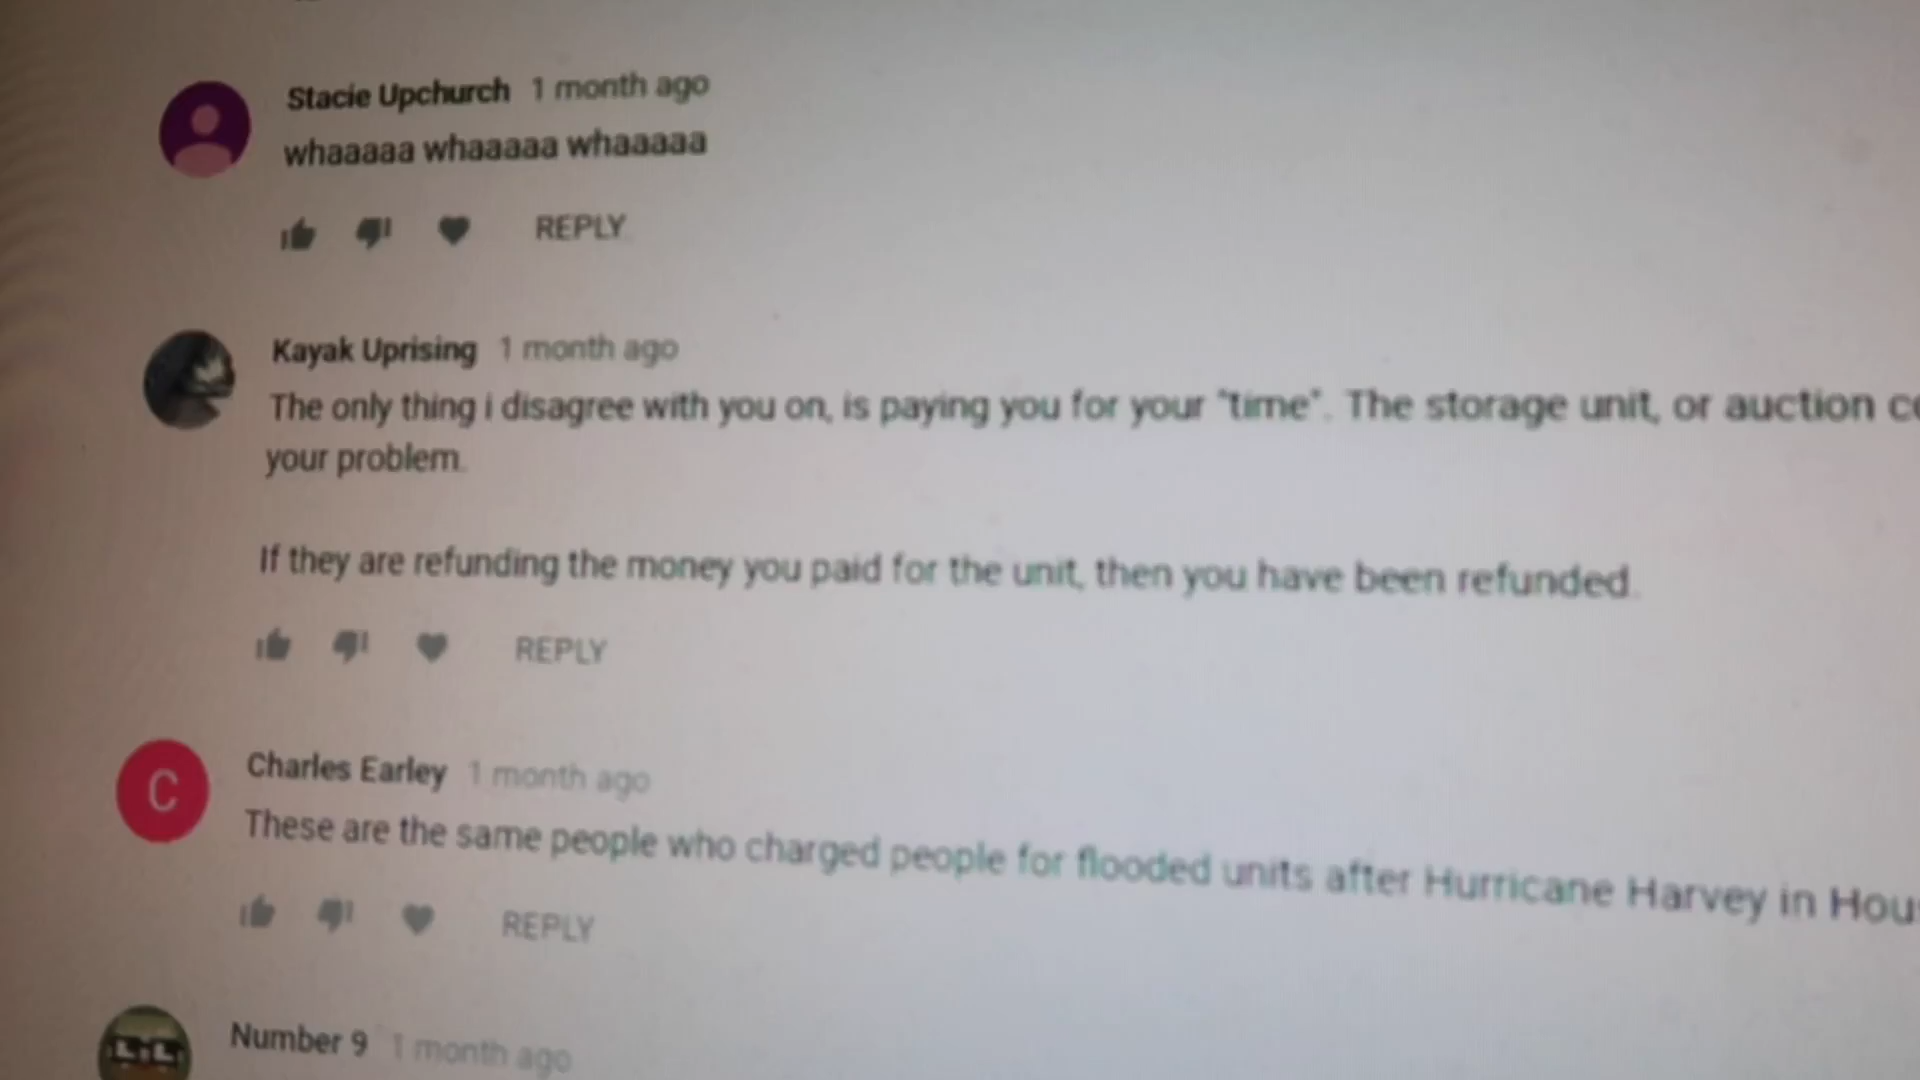 Stacie Upchurch 1 month ago
whaaaaa whaaaaa whaaaaa
REPLY
Kayak Uprising 1 month ago
The only thing i disagree with you on, is paying you for your "time". The storage unit, or auction
your problem.
If they are refunding the money you paid for the unit, then you have been refunded.
REPLY
C
Charles Earley 1 month ago
These are the same people who charged people for flooded units after Hurricane Harvey in
REPLY
Number 9 1 month ago